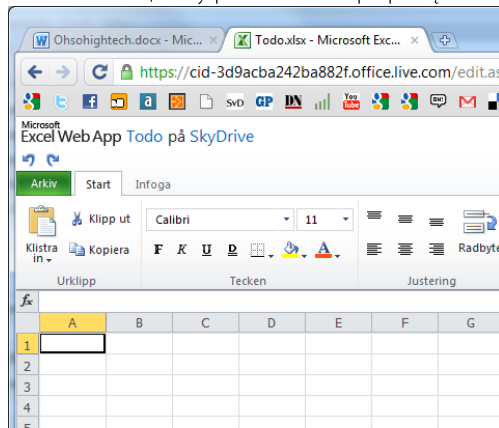 Ohsohightech.docx - Mic...
Todo.xlsx - Microsoft Exc...
https://cid-3d9acba242ba882f.office.live.com/edit.as
SvD GP DN You Tube
Microsoft
Excel Web App Todo på SkyDrive
Arkiv Start Infoga
Klistra in
Klipp ut
Kopiera
Calibri 11
F K U D A
Radbryte
Urklipp Tecken Justering
fx
A B C D E F G
1
2
3
4
5